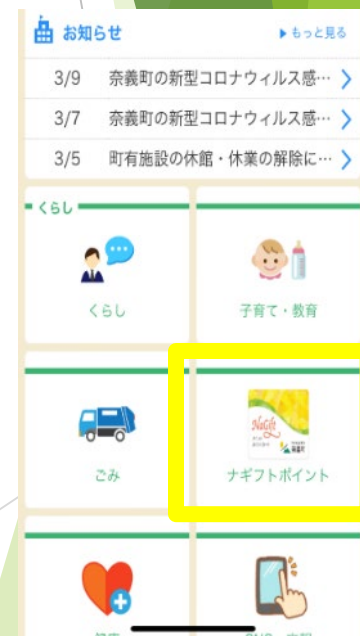 お知らせ ▶もっと見る
3/9 奈義町の新型コロナウィルス感…
3/7 奈義町の新型コロナウィルス感…
3/5 町有施設の休館・休業の解除に…
くらし
くらし 子育て・教育
Nagift
ごみ ナギフトポイント